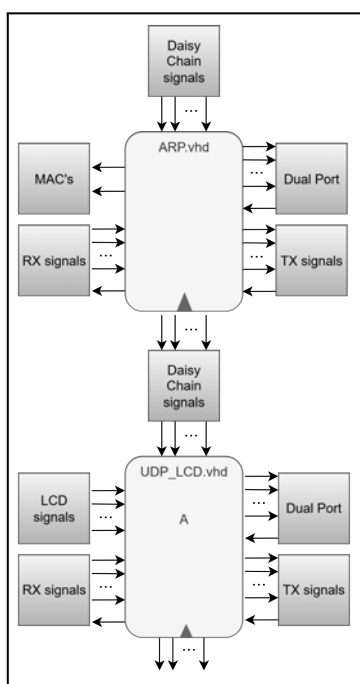 Daisy
Chain
signals
...
ARP.vhd
MAC's
...
Dual Port
RX signals
...
TX signals
...
...
Daisy
Chain
signals
...
UDP_LCD.vhd
LCD
signals
...
A
...
Dual Port
RX signals
...
TX signals
...
...